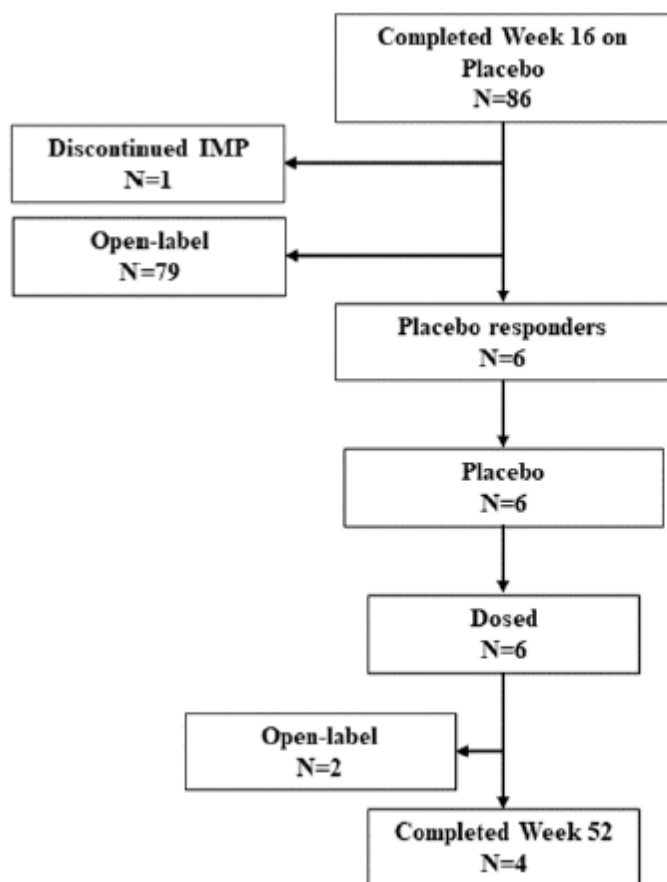 Completed Week 16 on
Placebo
N=86
Discontinued IMP
N=1
Open-label
N=79
Placebo responders
N=6
Placebo
N=6
Dosed
N=6
Open-label
N=2
Completed Week 52
N=4